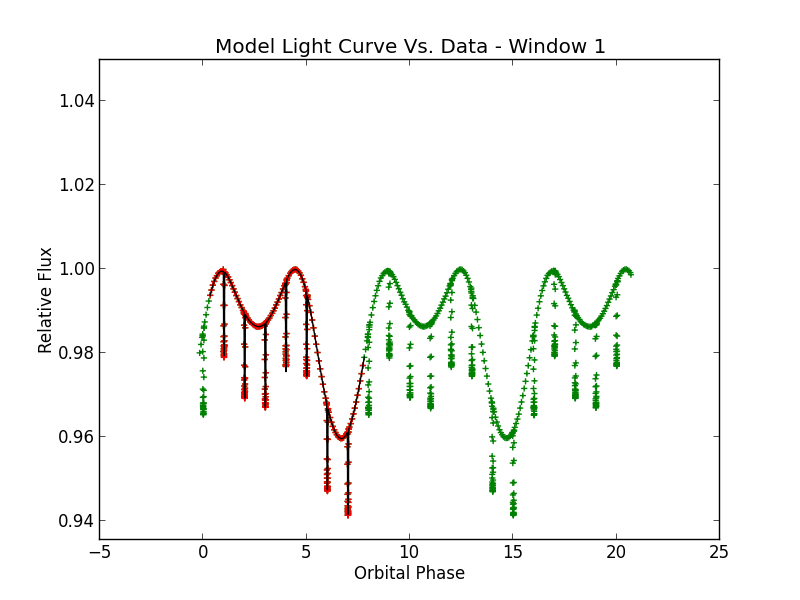 Model Light Curve Vs. Data - Window 1
1.04
1.02
1.00
0.98
0.96
0.94
Relative Flux
−5 0 5 10 15 20 25
Orbital Phase